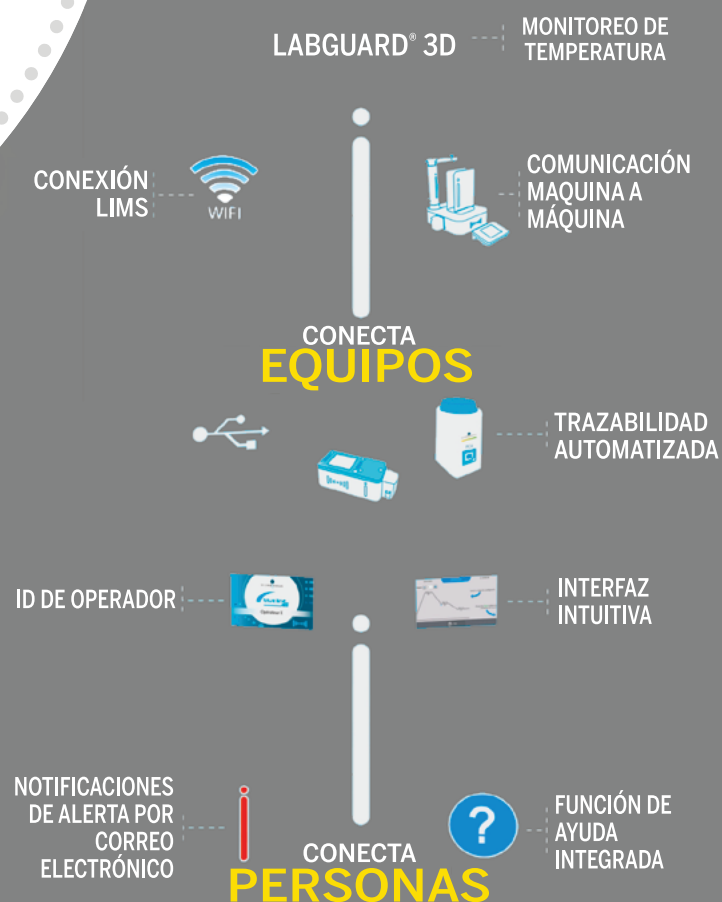 LABGUARD® 3D
MONITOREO DE
TEMPERATURA
CONEXIÓN
LIMS
WIFI
COMUNICACIÓN
MAQUINA A
MÁQUINA
CONECTA
EQUIPOS
TRAZABILIDAD
AUTOMATIZADA
ID DE OPERADOR
INTERFAZ
INTUITIVA
NOTIFICACIONES
DE ALERTA POR
CORREO
ELECTRÓNICO
?
FUNCIÓN DE
AYUDA
INTEGRADA
CONECTA
PERSONAS